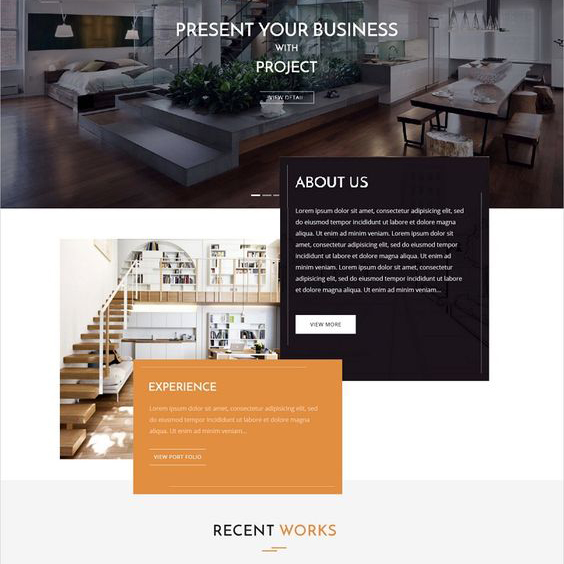 PRESENT YOUR BUSINESS
WITH
PROJECT
VIEW DETAIL
ABOUT US
Lorem ipsum dolor sit amet, consectetur adipisicing elit, sed
do eiusmod tempor incididunt ut labore et dolore magna
aliqua. Ut enim ad minim veniam. Lorem ipsum dolor sit
amet, consectetur adipisicing elit, sed do eiusmod tempor
incididunt ut labore et dolore magna aliqua. Ut enim ad
minim veniam. Lorem ipsum dolor sit amet, consectetur
adipisicing elit, sed do eiusmod tempor incididunt ut labore
et dolore magna aliqua. Ut enim ad minim veniam...
VIEW MORE
EXPERIENCE
Lorem ipsum dolor sit amet, consectetur adipisicing elit, sed
do eiusmod tempor incididunt ut labore et dolore magna
aliqua. Ut enim ad minim veniam...
VIEW PORT FOLIO
RECENT WORKS